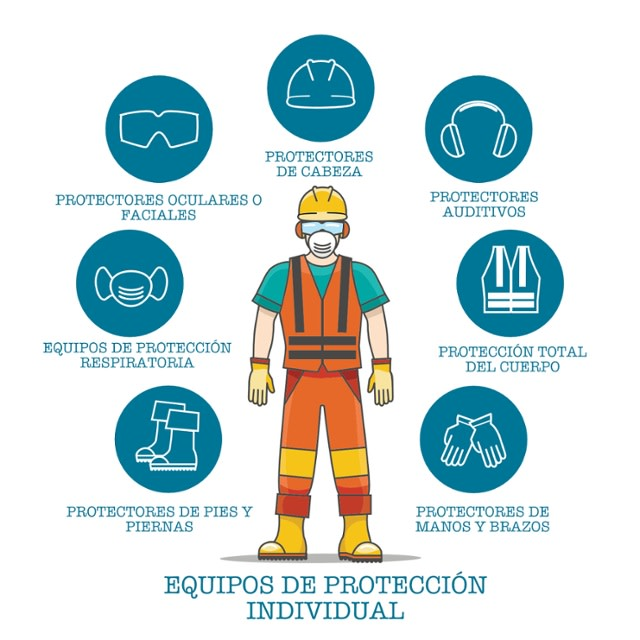 PROTECTORES
DE CABEZA
PROTECTORES OCULARES O
FACIALES
PROTECTORES
AUDITIVOS
EQUIPOS DE PROTECCIÓN
RESPIRATORIA
PROTECCIÓN TOTAL
DEL CUERPO
PROTECTORES DE PIES Y
PIERNAS
PROTECTORES DE
MANOS Y BRAZOS
EQUIPOS DE PROTECCIÓN
INDIVIDUAL